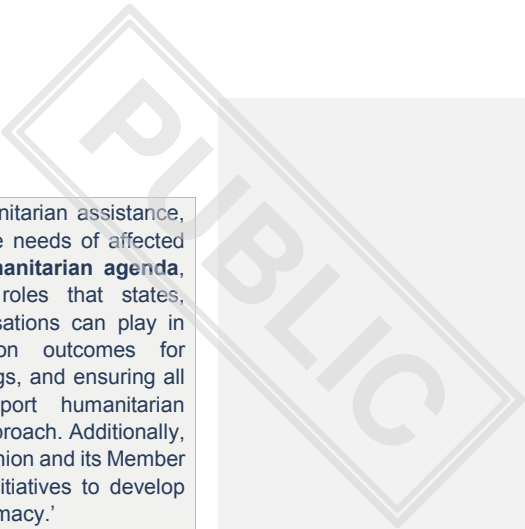 nitarian assistance,
e needs of affected
anitarian agenda,
roles that states,
sations can play in
on outcomes for
gs, and ensuring all
port humanitarian
proach. Additionally,
nion and its Member
itiatives to develop
macy.’
PUBLIC